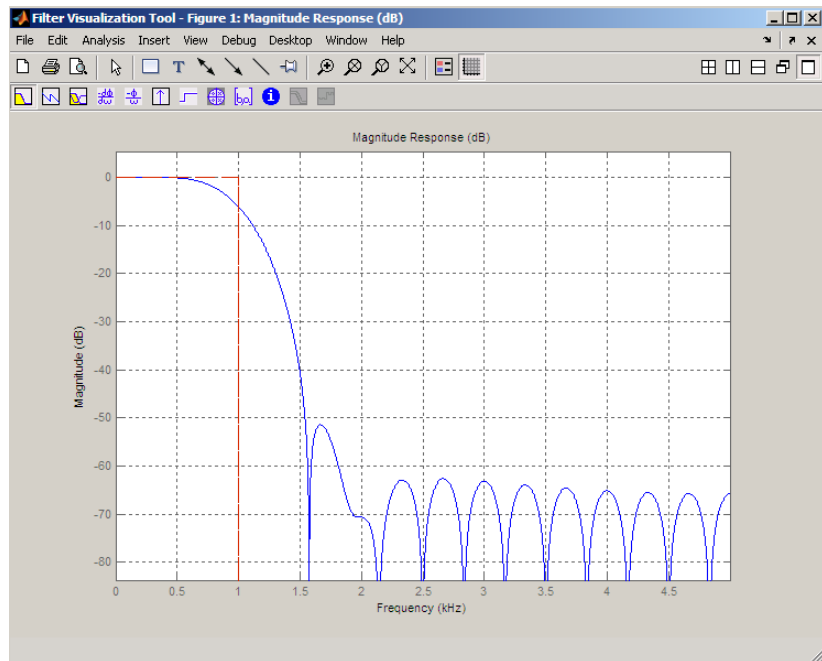 Filter Visualization Tool - Figure 1: Magnitude Response (dB)
File Edit Analysis Insert View Debug Desktop Window Help
T
[b,a] i
Magnitude Response (dB)
0
-10
-20
-30
-40
-50
-60
-70
-80
Magnitude (dB)
0 0.5 1 1.5 2 2.5 3 3.5 4 4.5
Frequency (kHz)